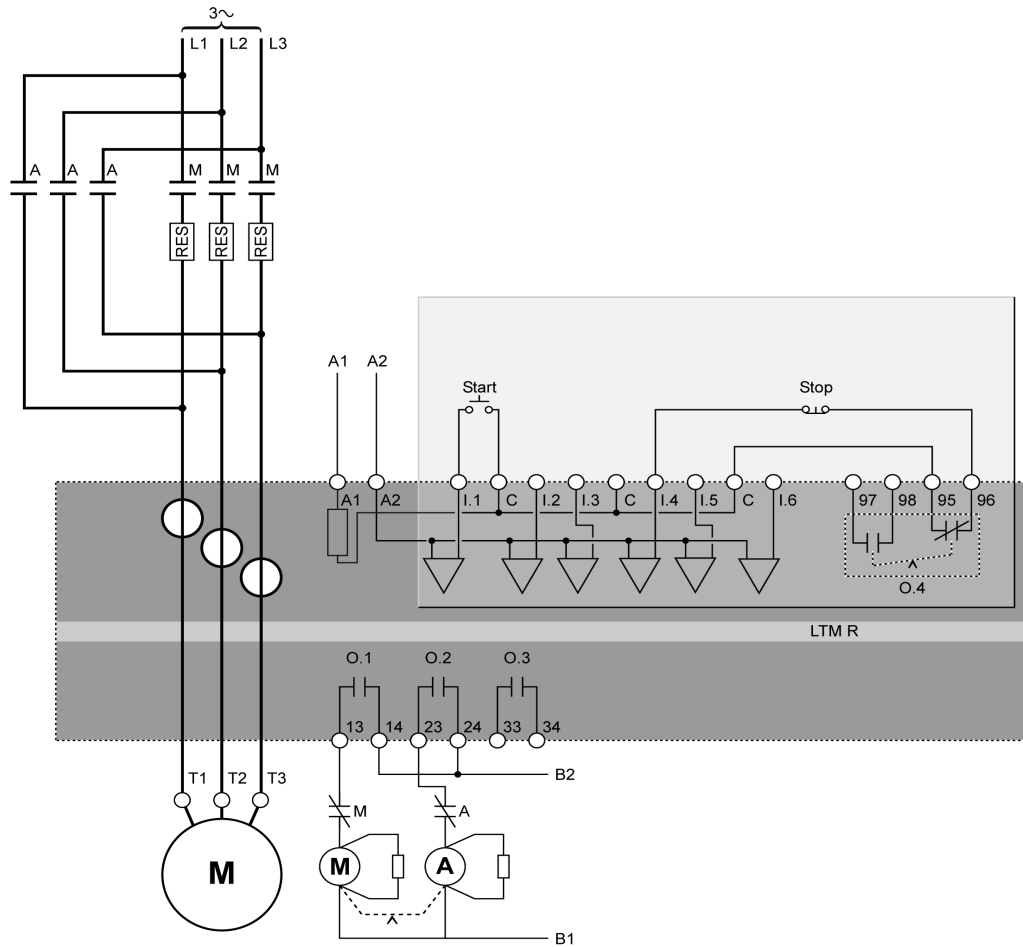 3~
L1 L2 L3
A A A M M M
RES RES RES
A1 A2
Start Stop
A1 A2 I.1 C I.2 I.3 C I.4 I.5 C I.6 97 98 95 96
O.4
LTM R
O.1 O.2 O.3
13 14 23 24 33 34
B2
T1 T2 T3
M A
M M A
B1